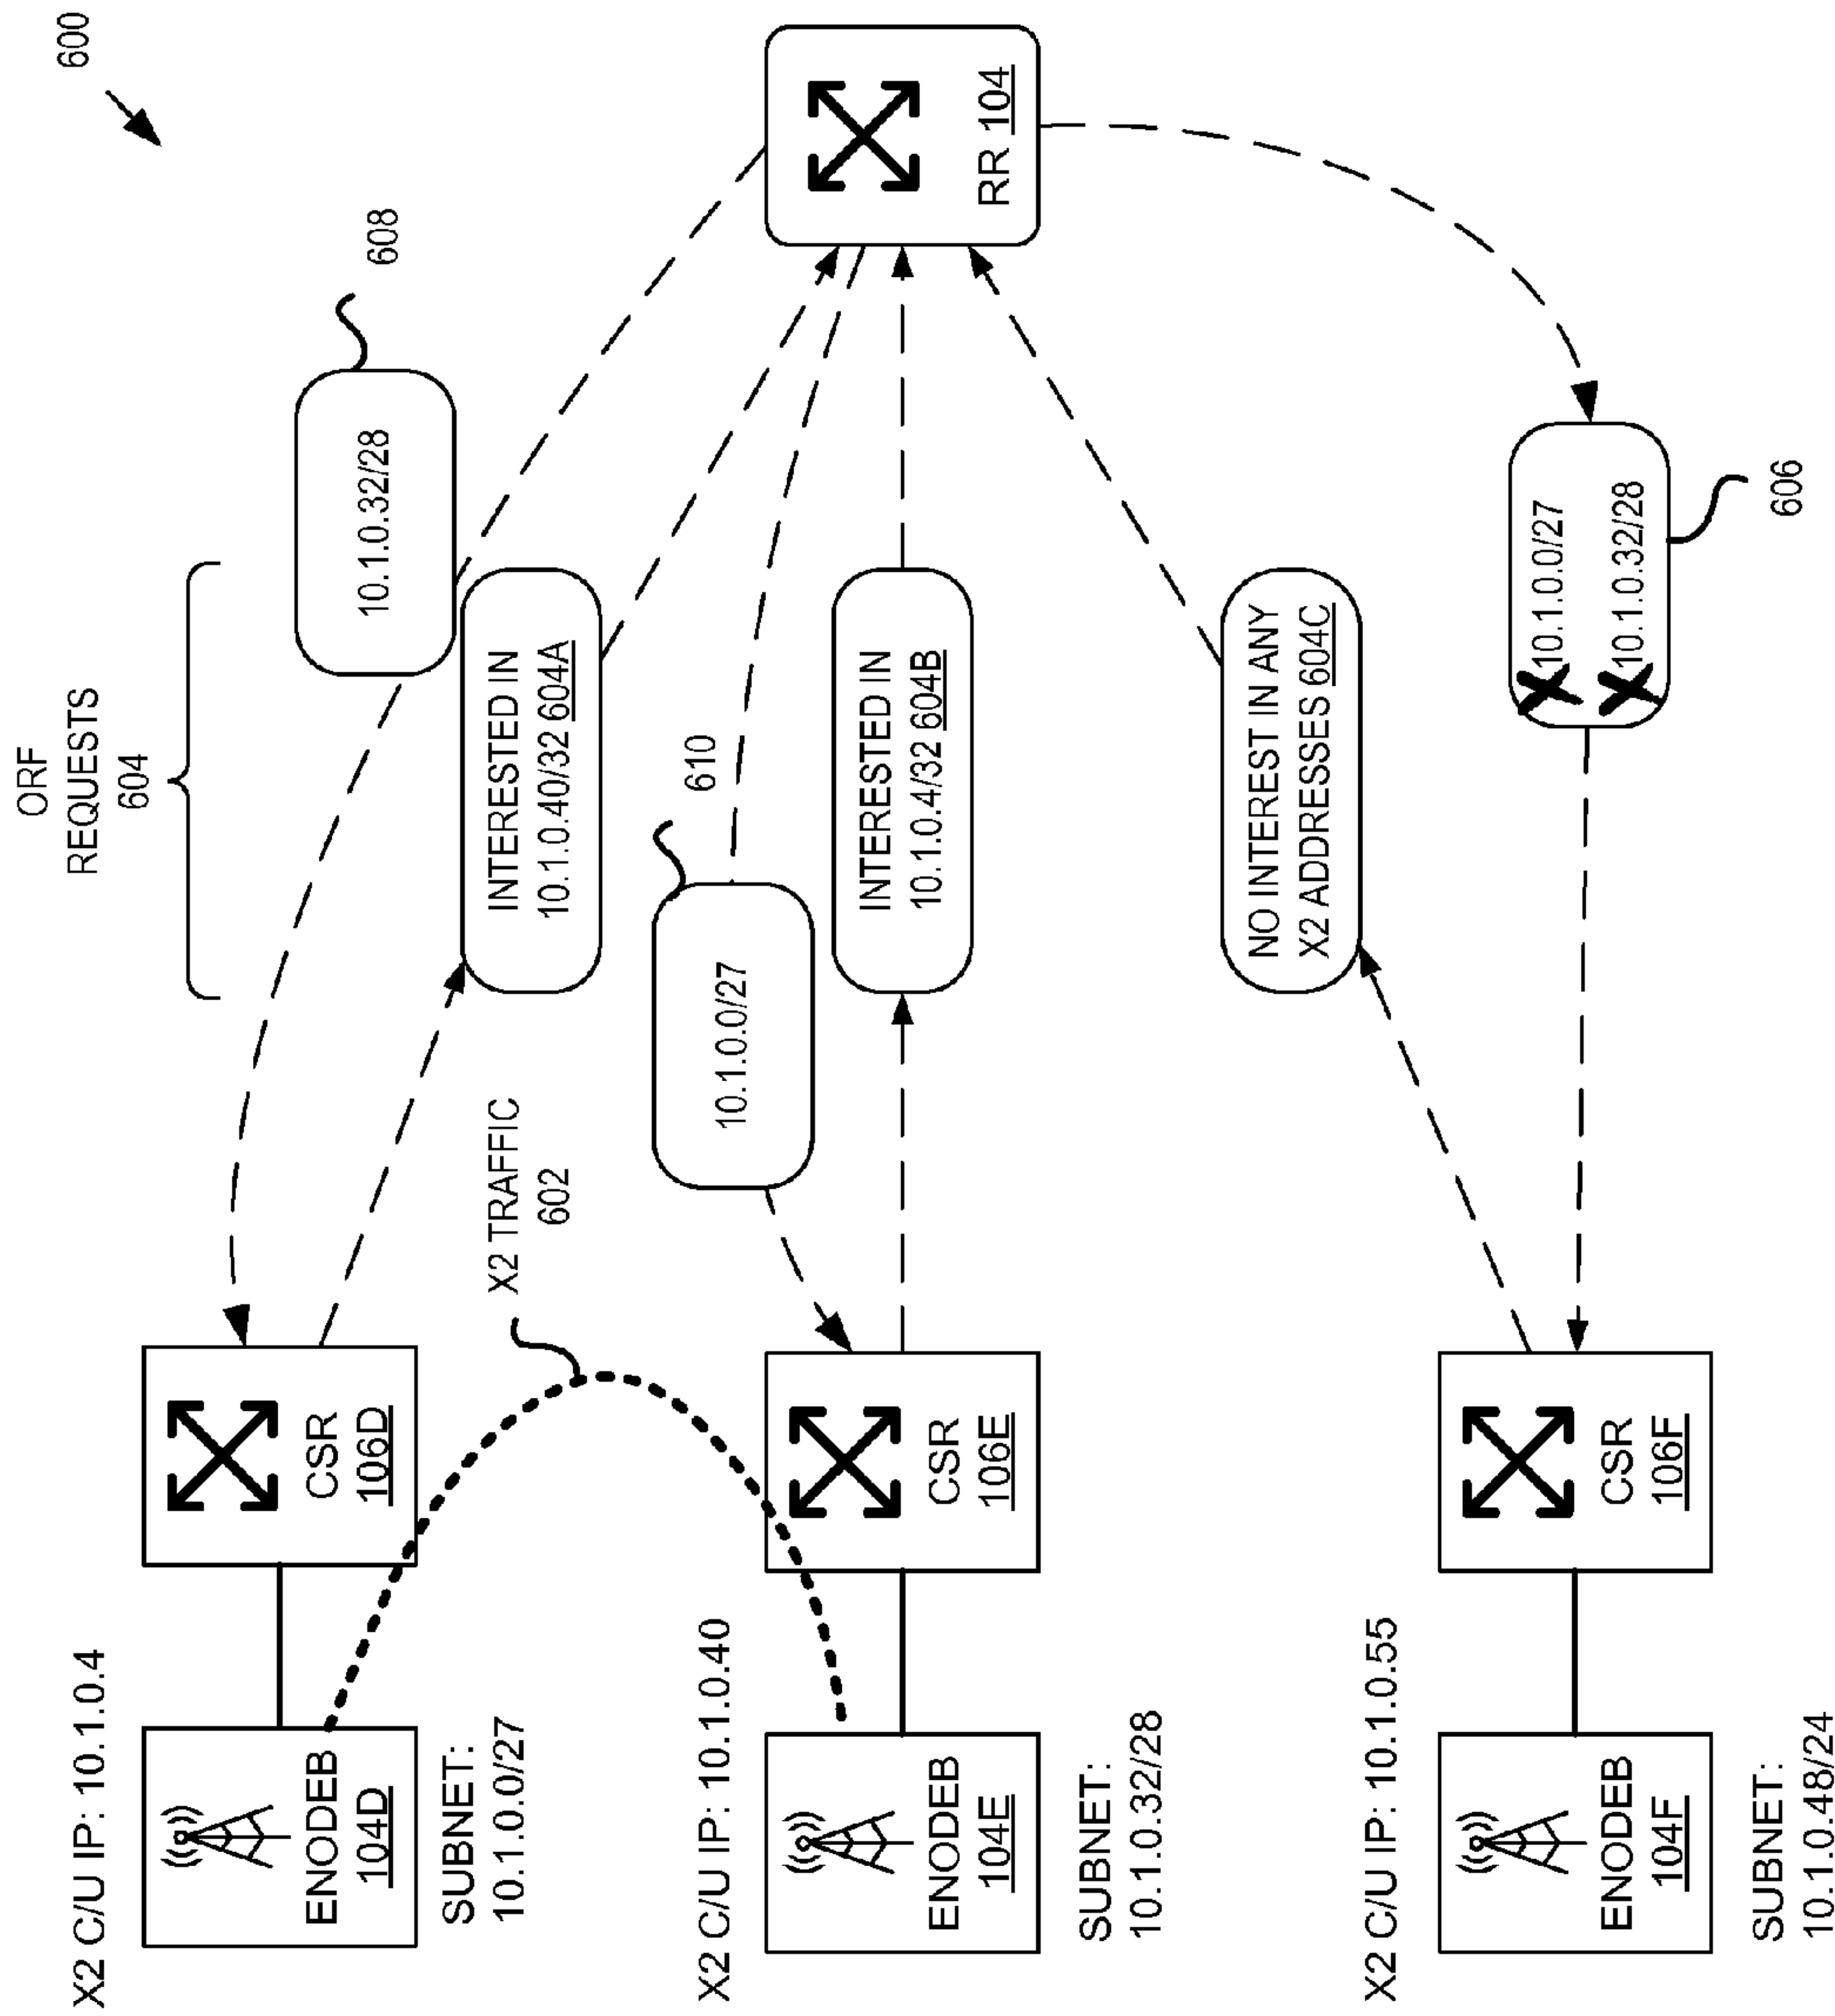 600
X2 C/U IP: 10.1.0.4
ENODEB
104D
SUBNET:
10.1.0.0/27
CSR
106D
ORF
REQUESTS
604
10.1.0.32/28
608
INTERESTED IN
10.1.0.40/32 604A
X2 TRAFFIC
602
X2 C/U IP: 10.1.0.40
ENODEB
104E
SUBNET:
10.1.0.32/28
CSR
106E
10.1.0.0/27
610
INTERESTED IN
10.1.0.4/32 604B
RR 104
X2 C/U IP: 10.1.0.55
ENODEB
104F
SUBNET:
10.1.0.48/24
CSR
106F
NO INTEREST IN ANY
X2 ADDRESSES 604C
10.1.0.0/27
10.1.0.32/28
606